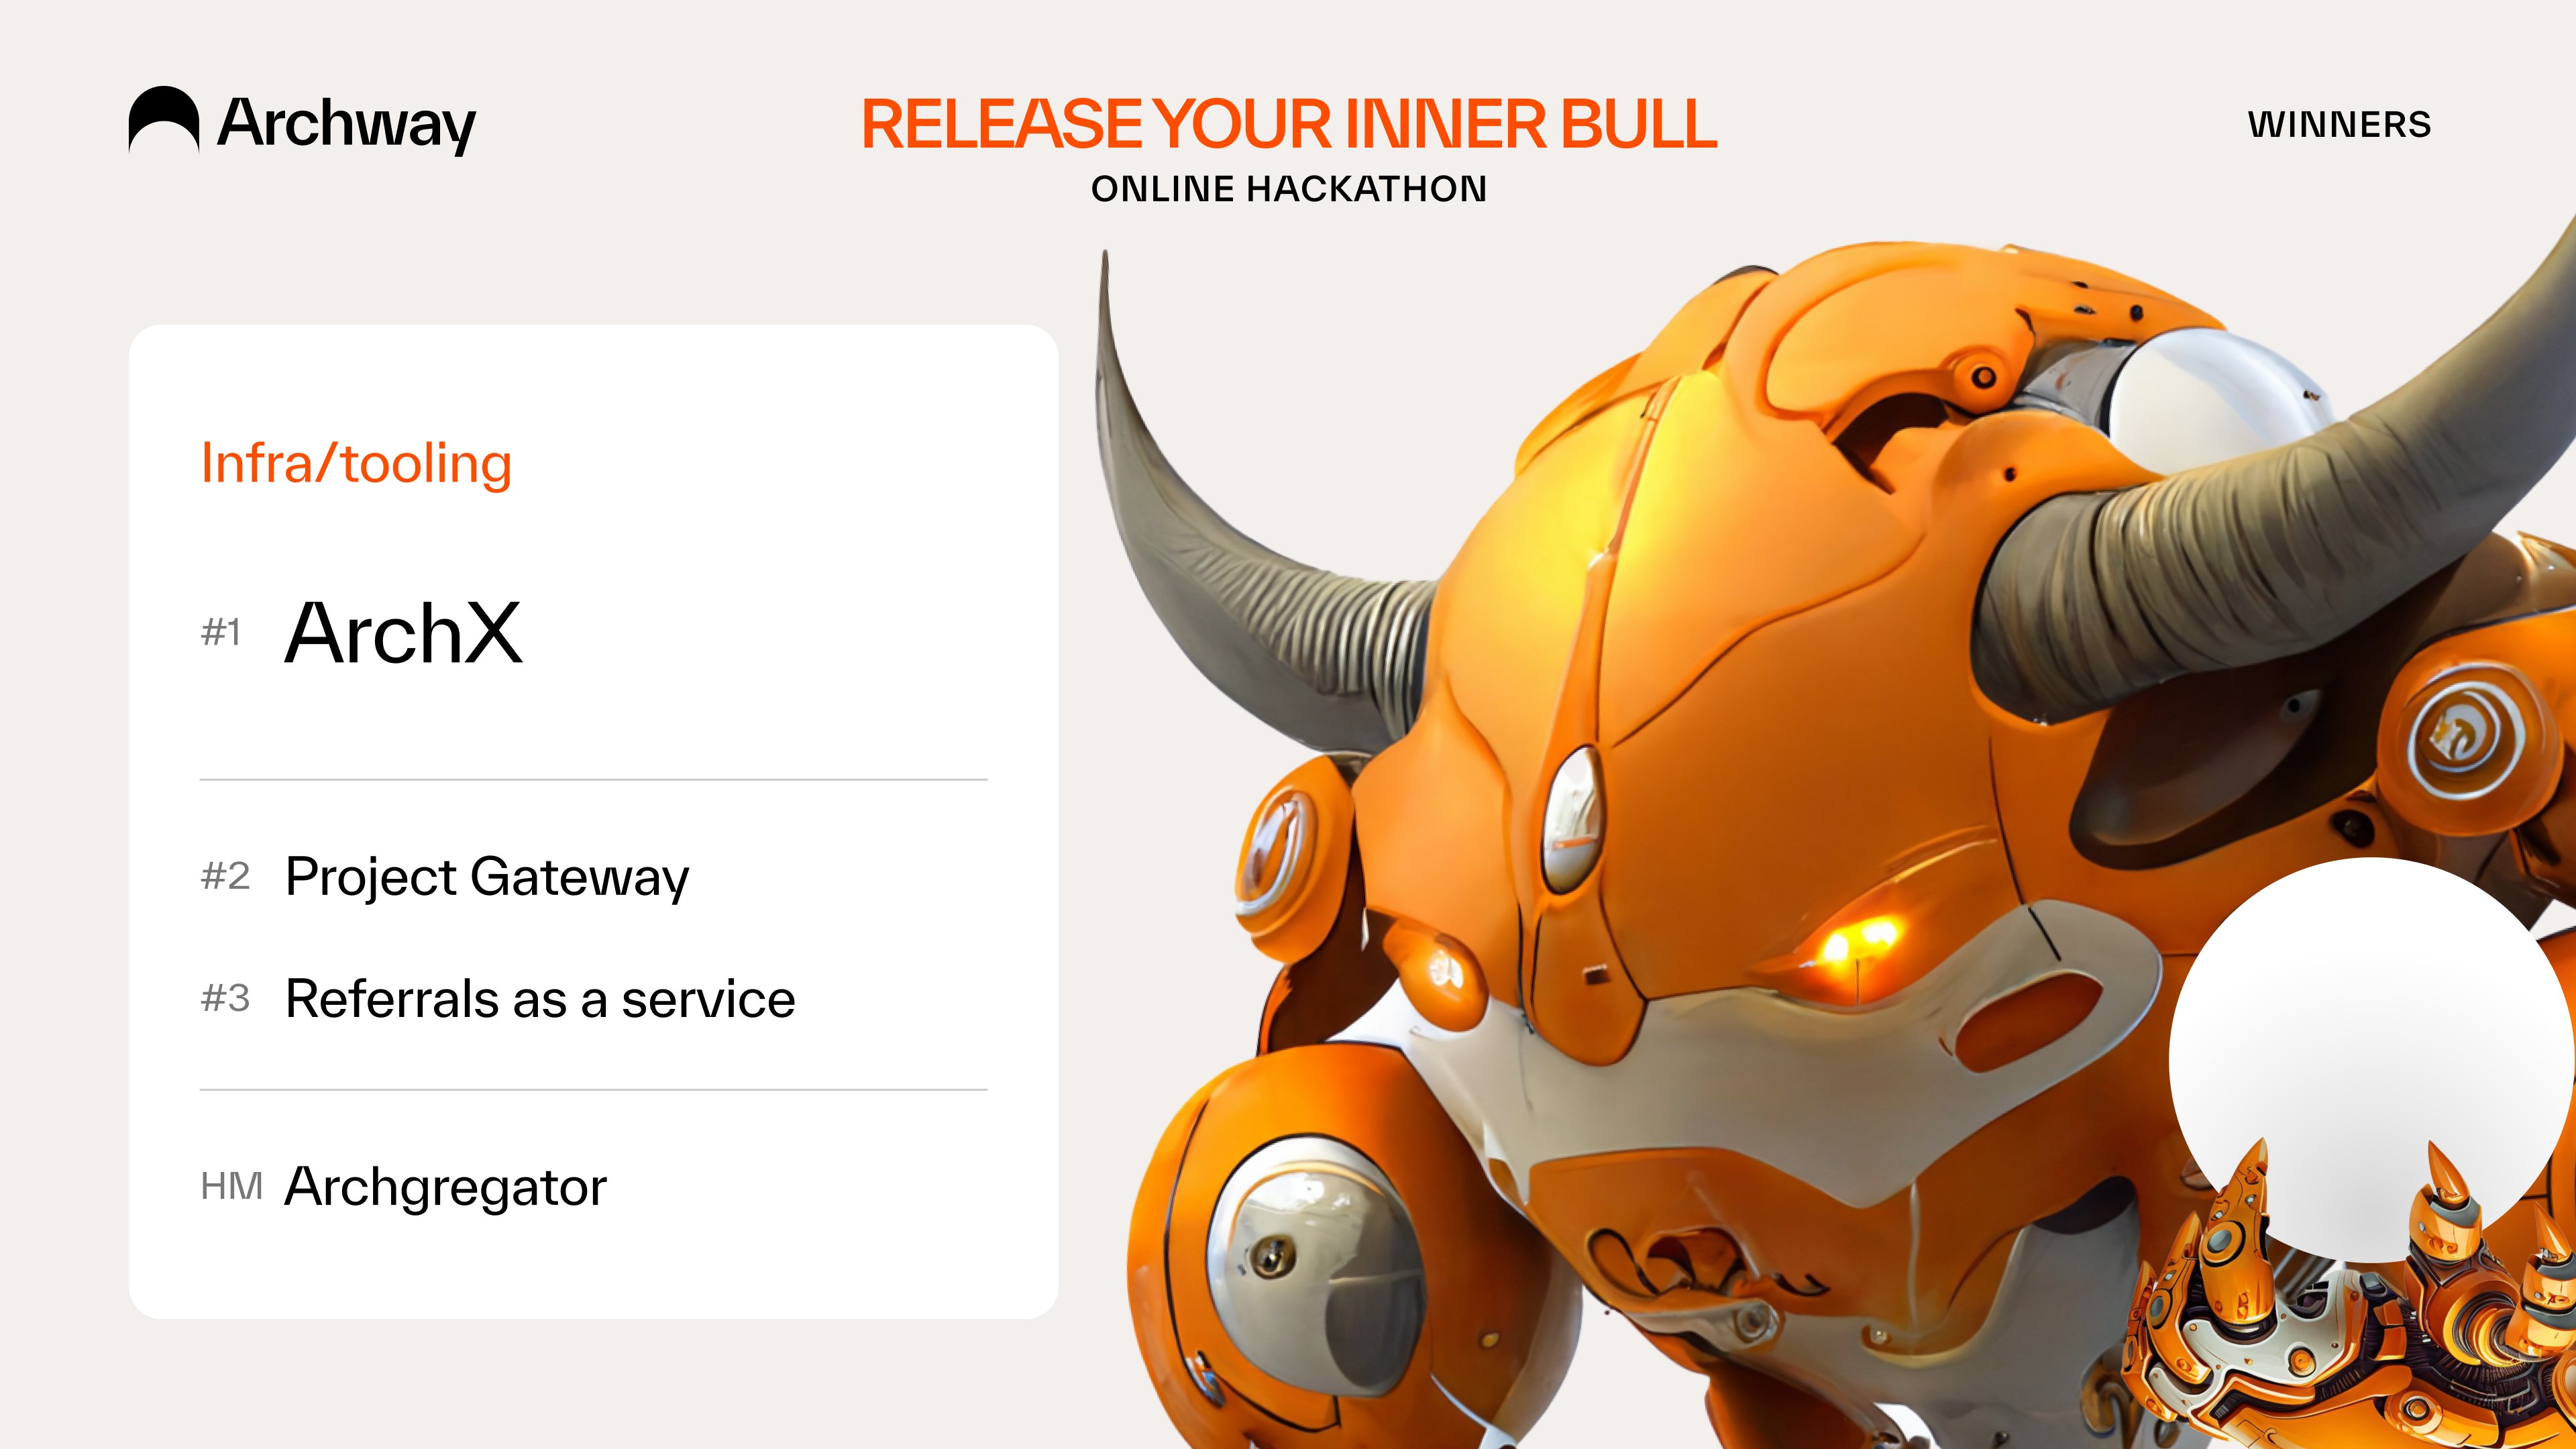 Archway
RELEASE YOUR INNER BULL
ONLINE HACKATHON
WINNERS
Infra/tooling
#1 ArchX
#2 Project Gateway
#3 Referrals as a service
HM Archgregator